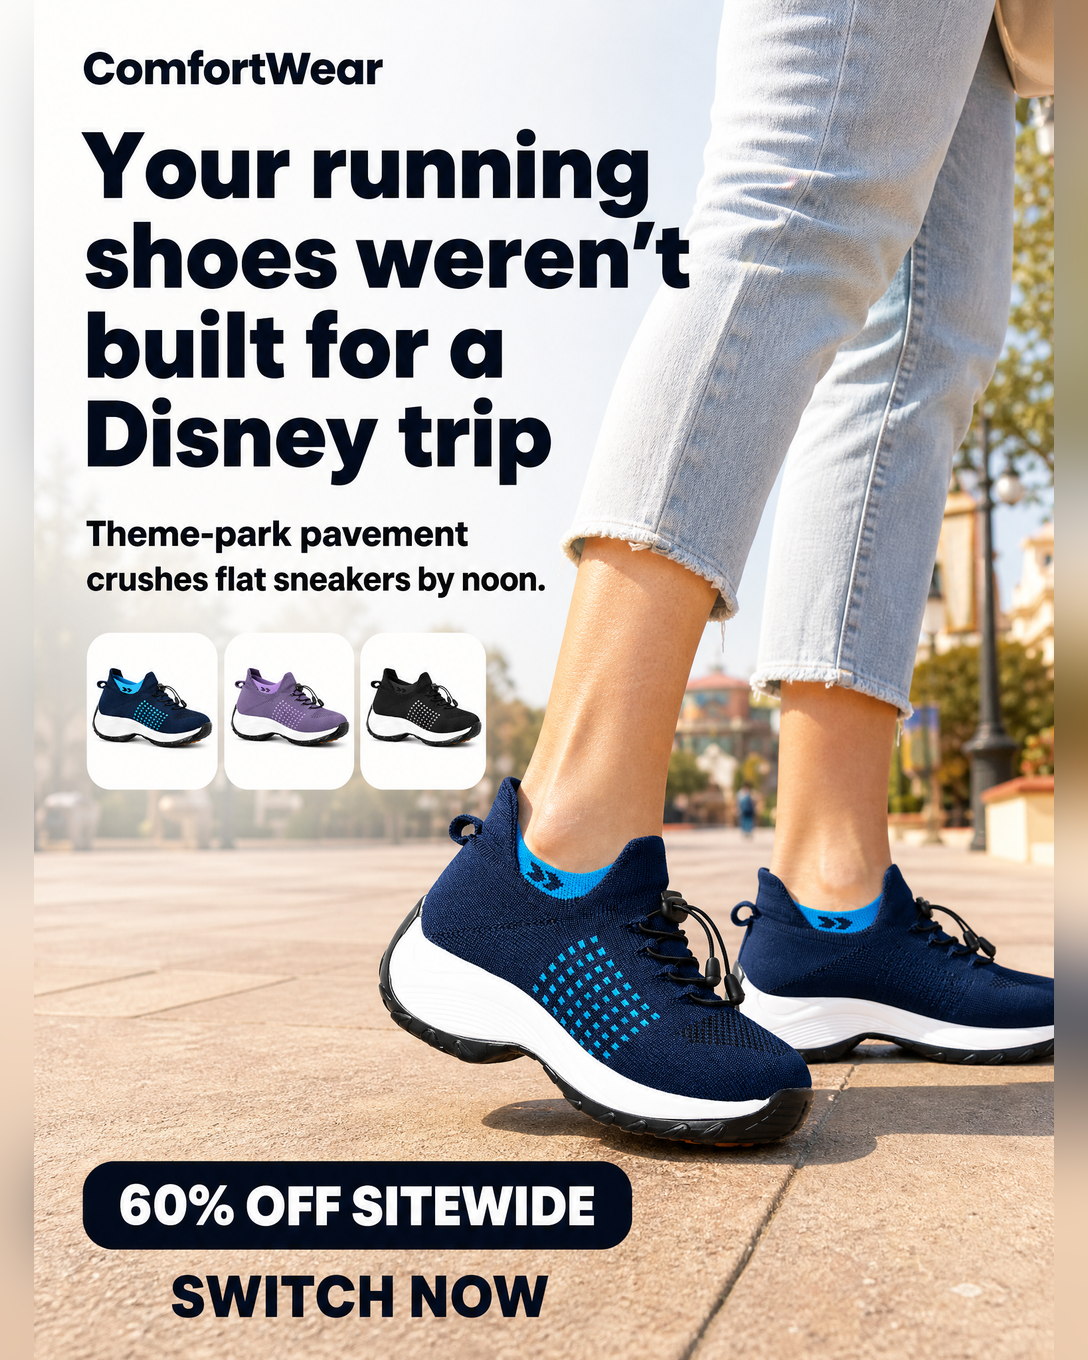 ComfortWear
Your running
shoes weren’t
built for a
Disney trip
Theme-park pavement
crushes flat sneakers by noon.
60% OFF SITEWIDE
SWITCH NOW